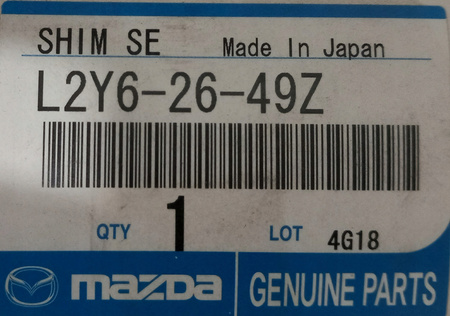 SHIM SE Made In Japan
L2Y6-26-49Z
QTY 1 LOT 4G18
mazda GENUINE PARTS